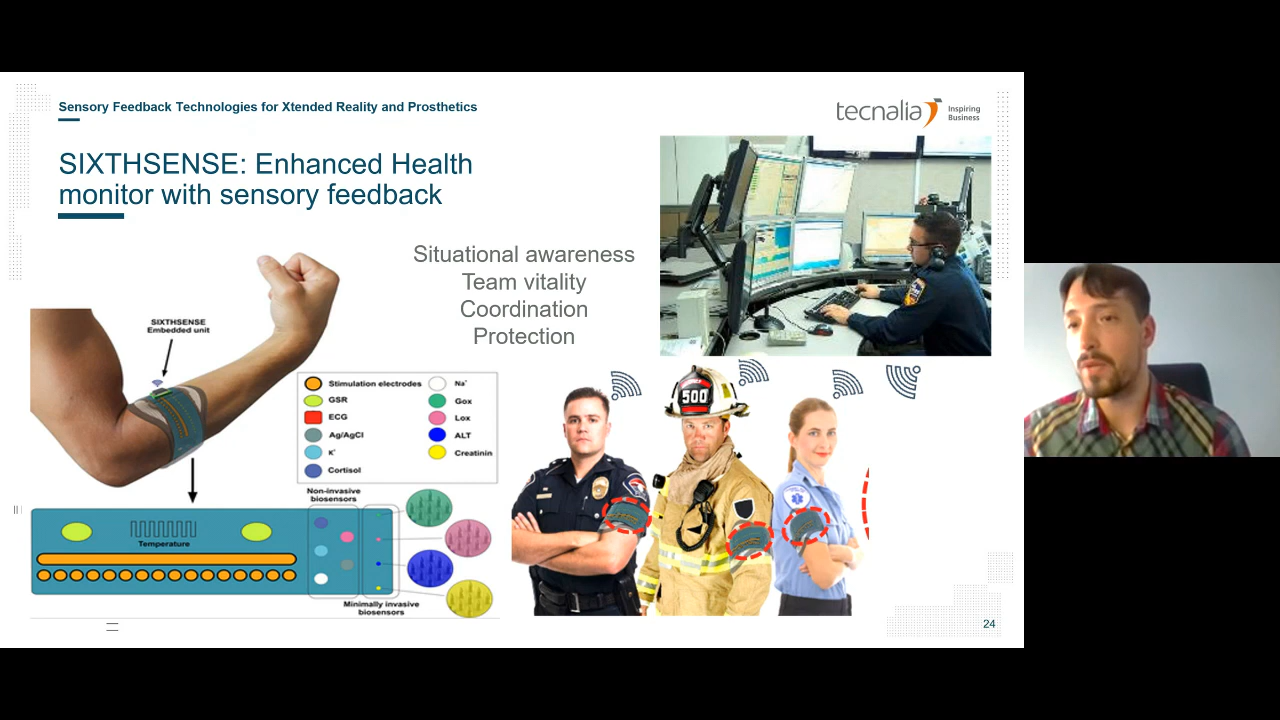 Sensory Feedback Technologies for Xtended Reality and Prosthetics
tecnalia
Inspiring
Business
SIXTHSENSE: Enhanced Health
monitor with sensory feedback
Situational awareness
Team vitality
Coordination
Protection
SIXTHSENSE
Embedded unit
Stimulation electrodes
GSR
ECG
Ag/AgCl
K⁺
Cortisol
Na⁺
Gox
Lox
ALT
Creatinin
Non-invasive
biosensors
Temperature
Minimally invasive
biosensors
500
24